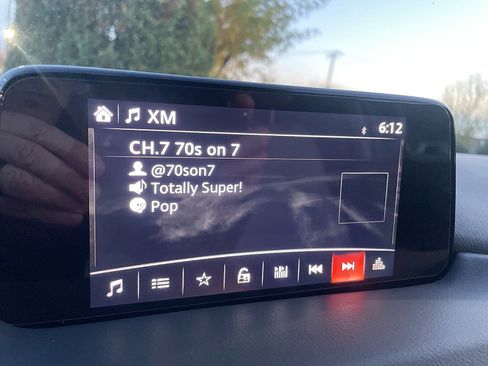 XM
6:12
CH.7 70s on 7
@70son7
Totally Super!
Pop